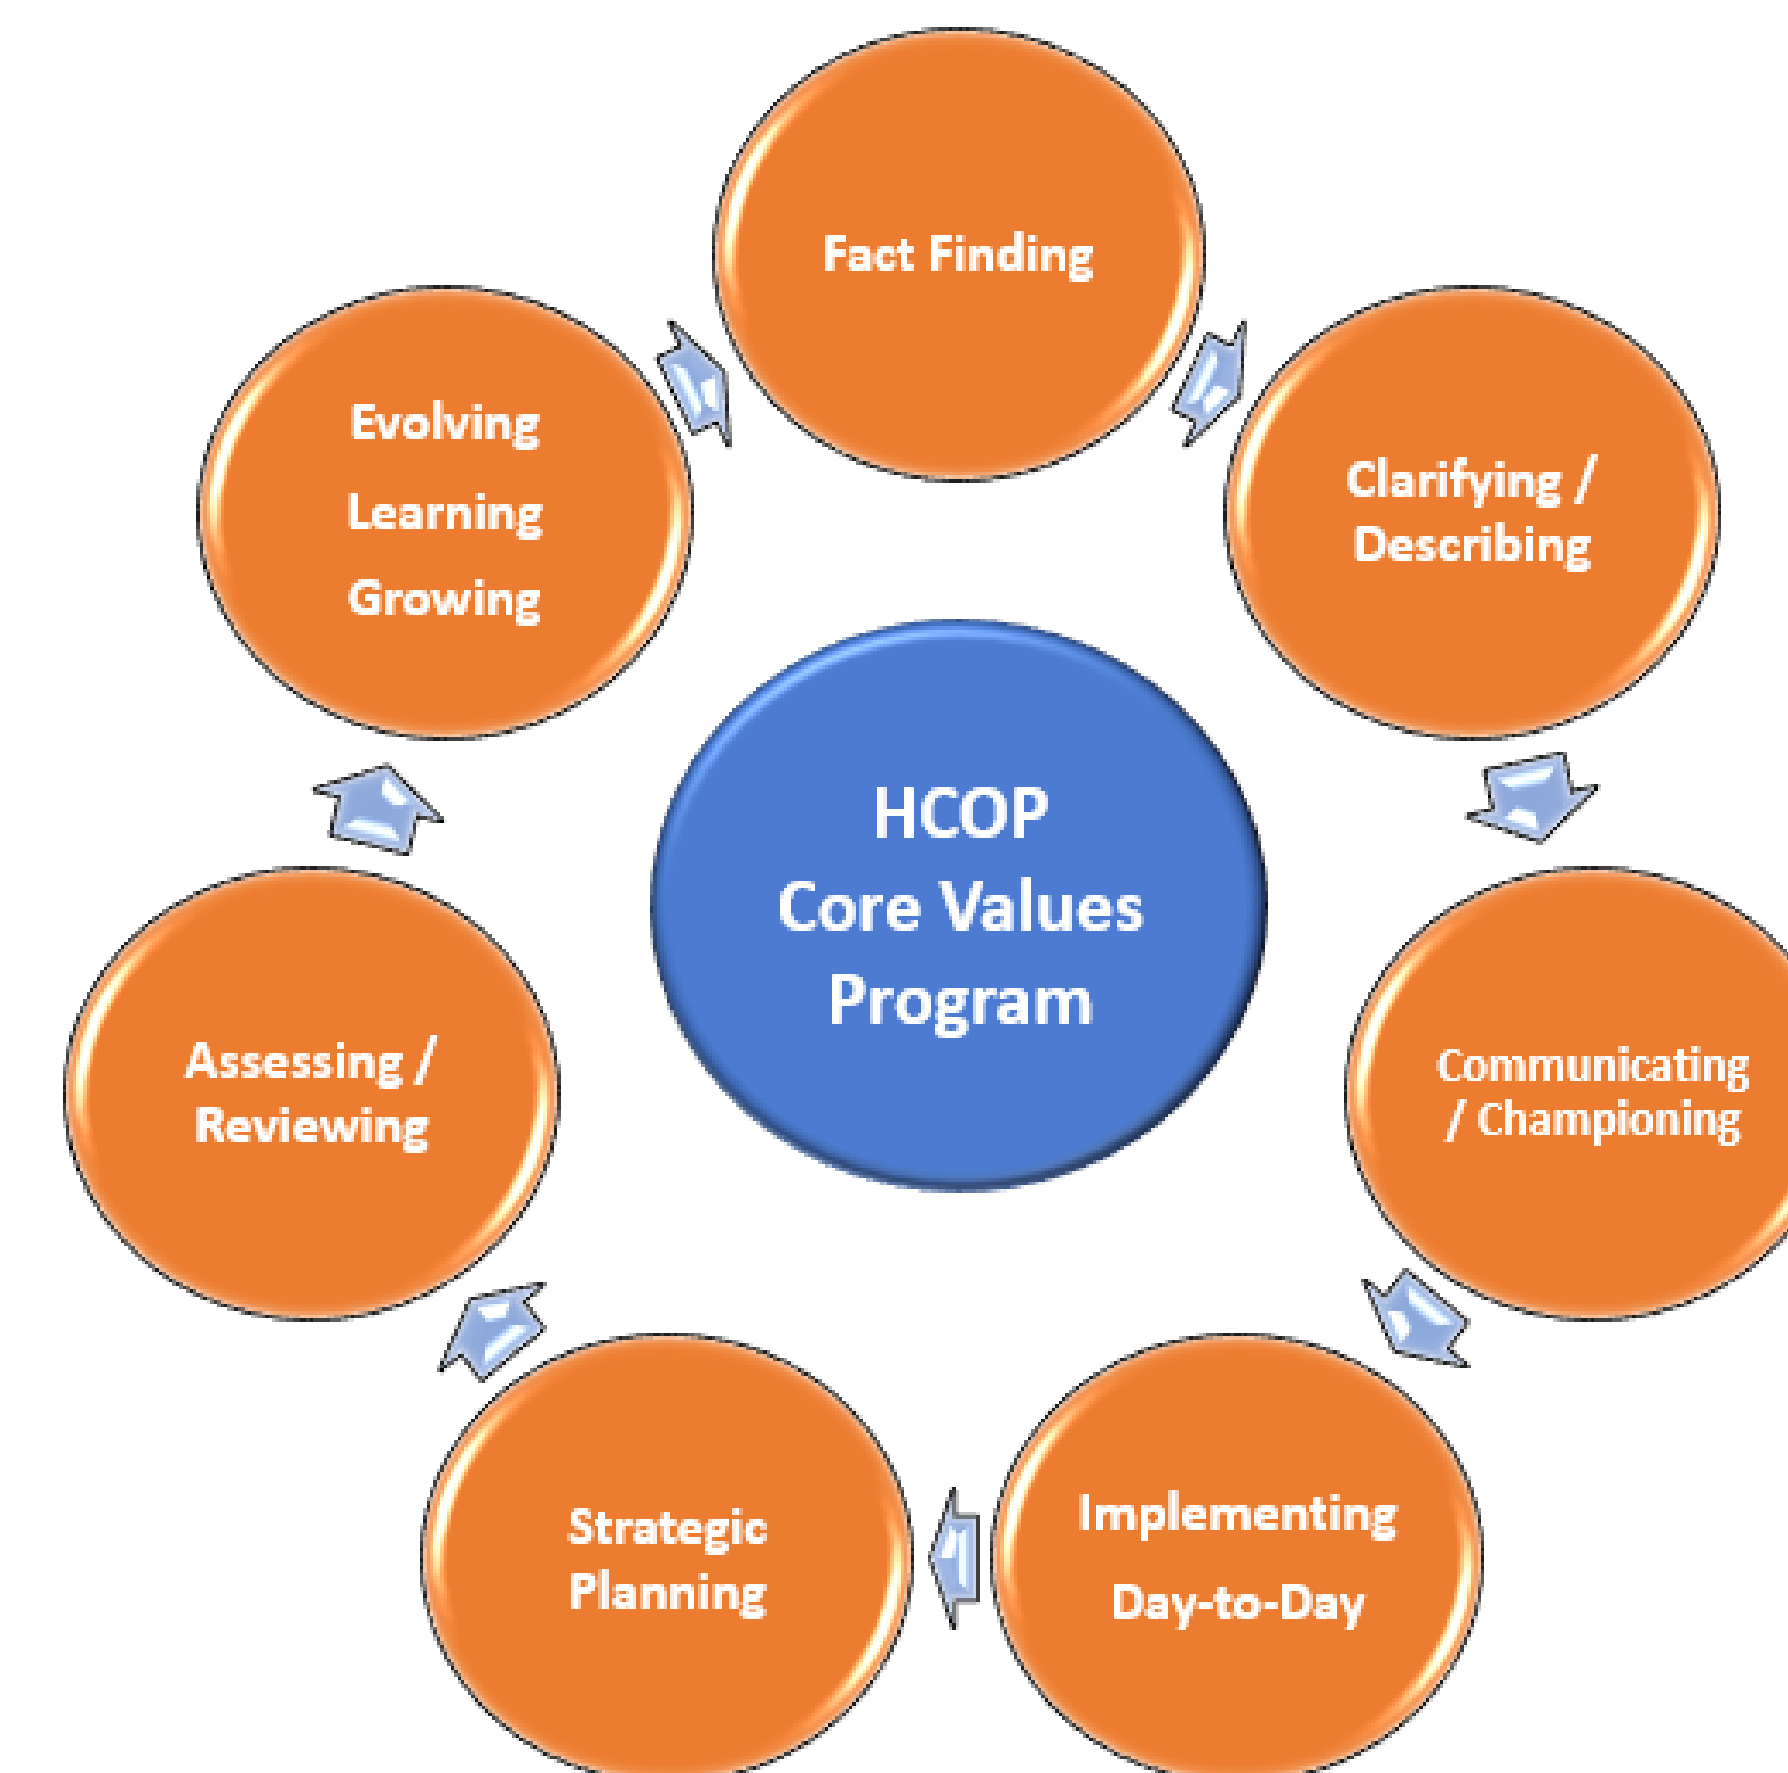 Fact Finding
Clarifying /
Describing
Communicating
/ Championing
Implementing
Day-to-Day
Strategic
Planning
Assessing /
Reviewing
Evolving
Learning
Growing
HCOP
Core Values
Program